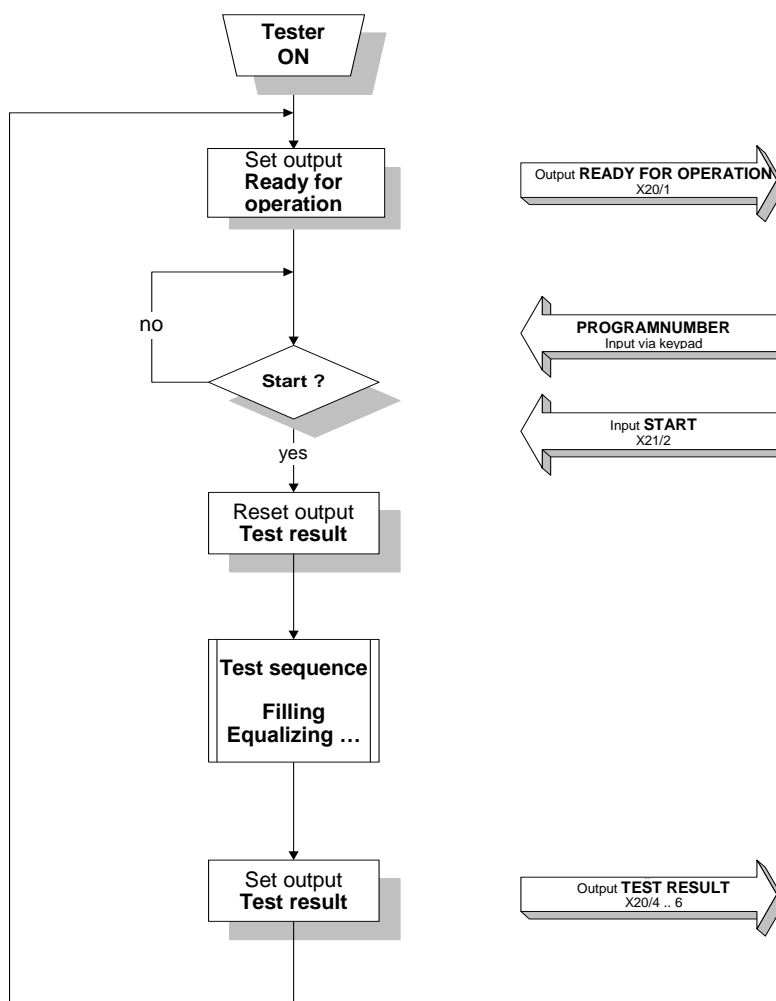 Tester
ON
Set output
Ready for
operation
Output READY FOR OPERATION
X20/1
no
PROGRAMNUMBER
Input via keypad
Start ?
Input START
X21/2
yes
Reset output
Test result
Test sequence
Filling
Equalizing …
Set output
Test result
Output TEST RESULT
X20/4 .. 6